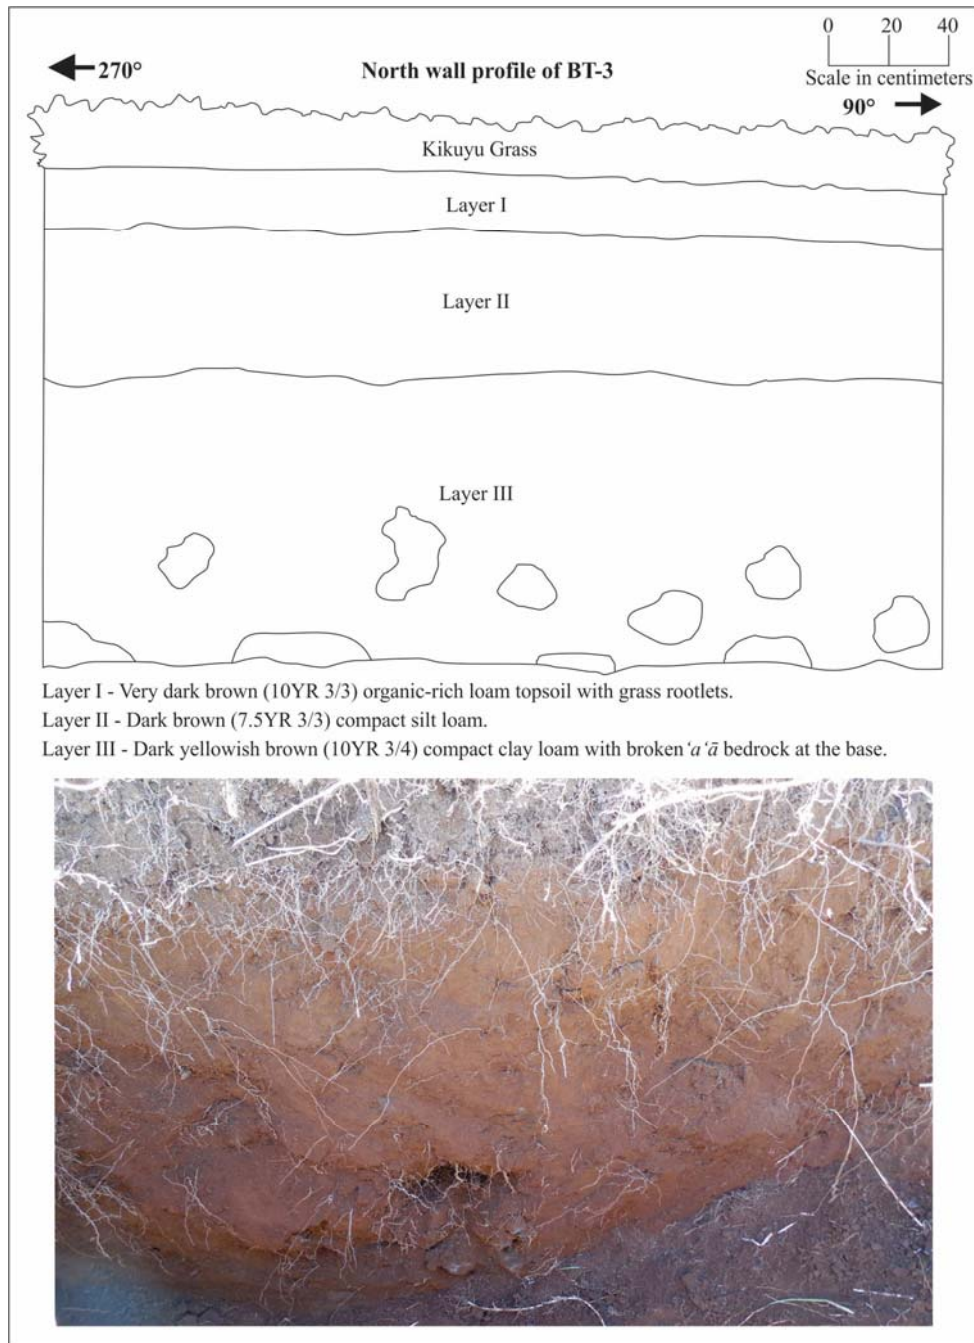 0 20 40
Scale in centimeters
270° North wall profile of BT-3
90°
Kikuyu Grass
Layer I
Layer II
Layer III
Layer I - Very dark brown (10YR 3/3) organic-rich loam topsoil with grass rootlets.
Layer II - Dark brown (7.5YR 3/3) compact silt loam.
Layer III - Dark yellowish brown (10YR 3/4) compact clay loam with broken ‘a‘ā bedrock at the base.